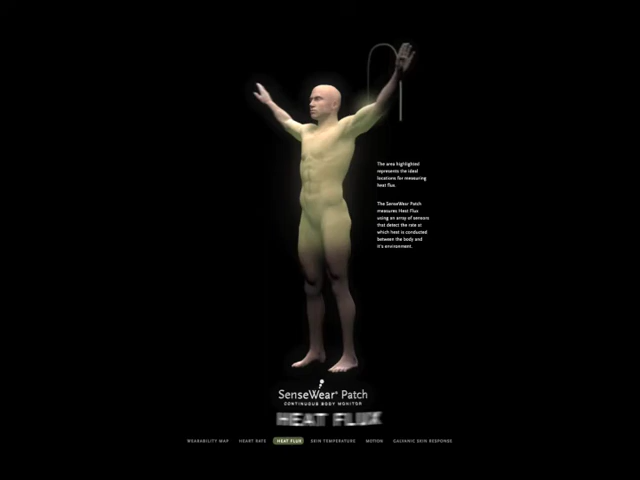 The area highlighted
represents the ideal
locations for measuring
heat flux.
The SenseWear Patch
measures Heat Flux
using an array of sensors
that detect the rate at
which heat is conducted
between the body and
it's environment.
SenseWear® Patch
CONTINUOUS BODY MONITOR
HEAT FLUX
WEARABILITY MAP HEART RATE HEAT FLUX SKIN TEMPERATURE MOTION GALVANIC SKIN RESPONSE